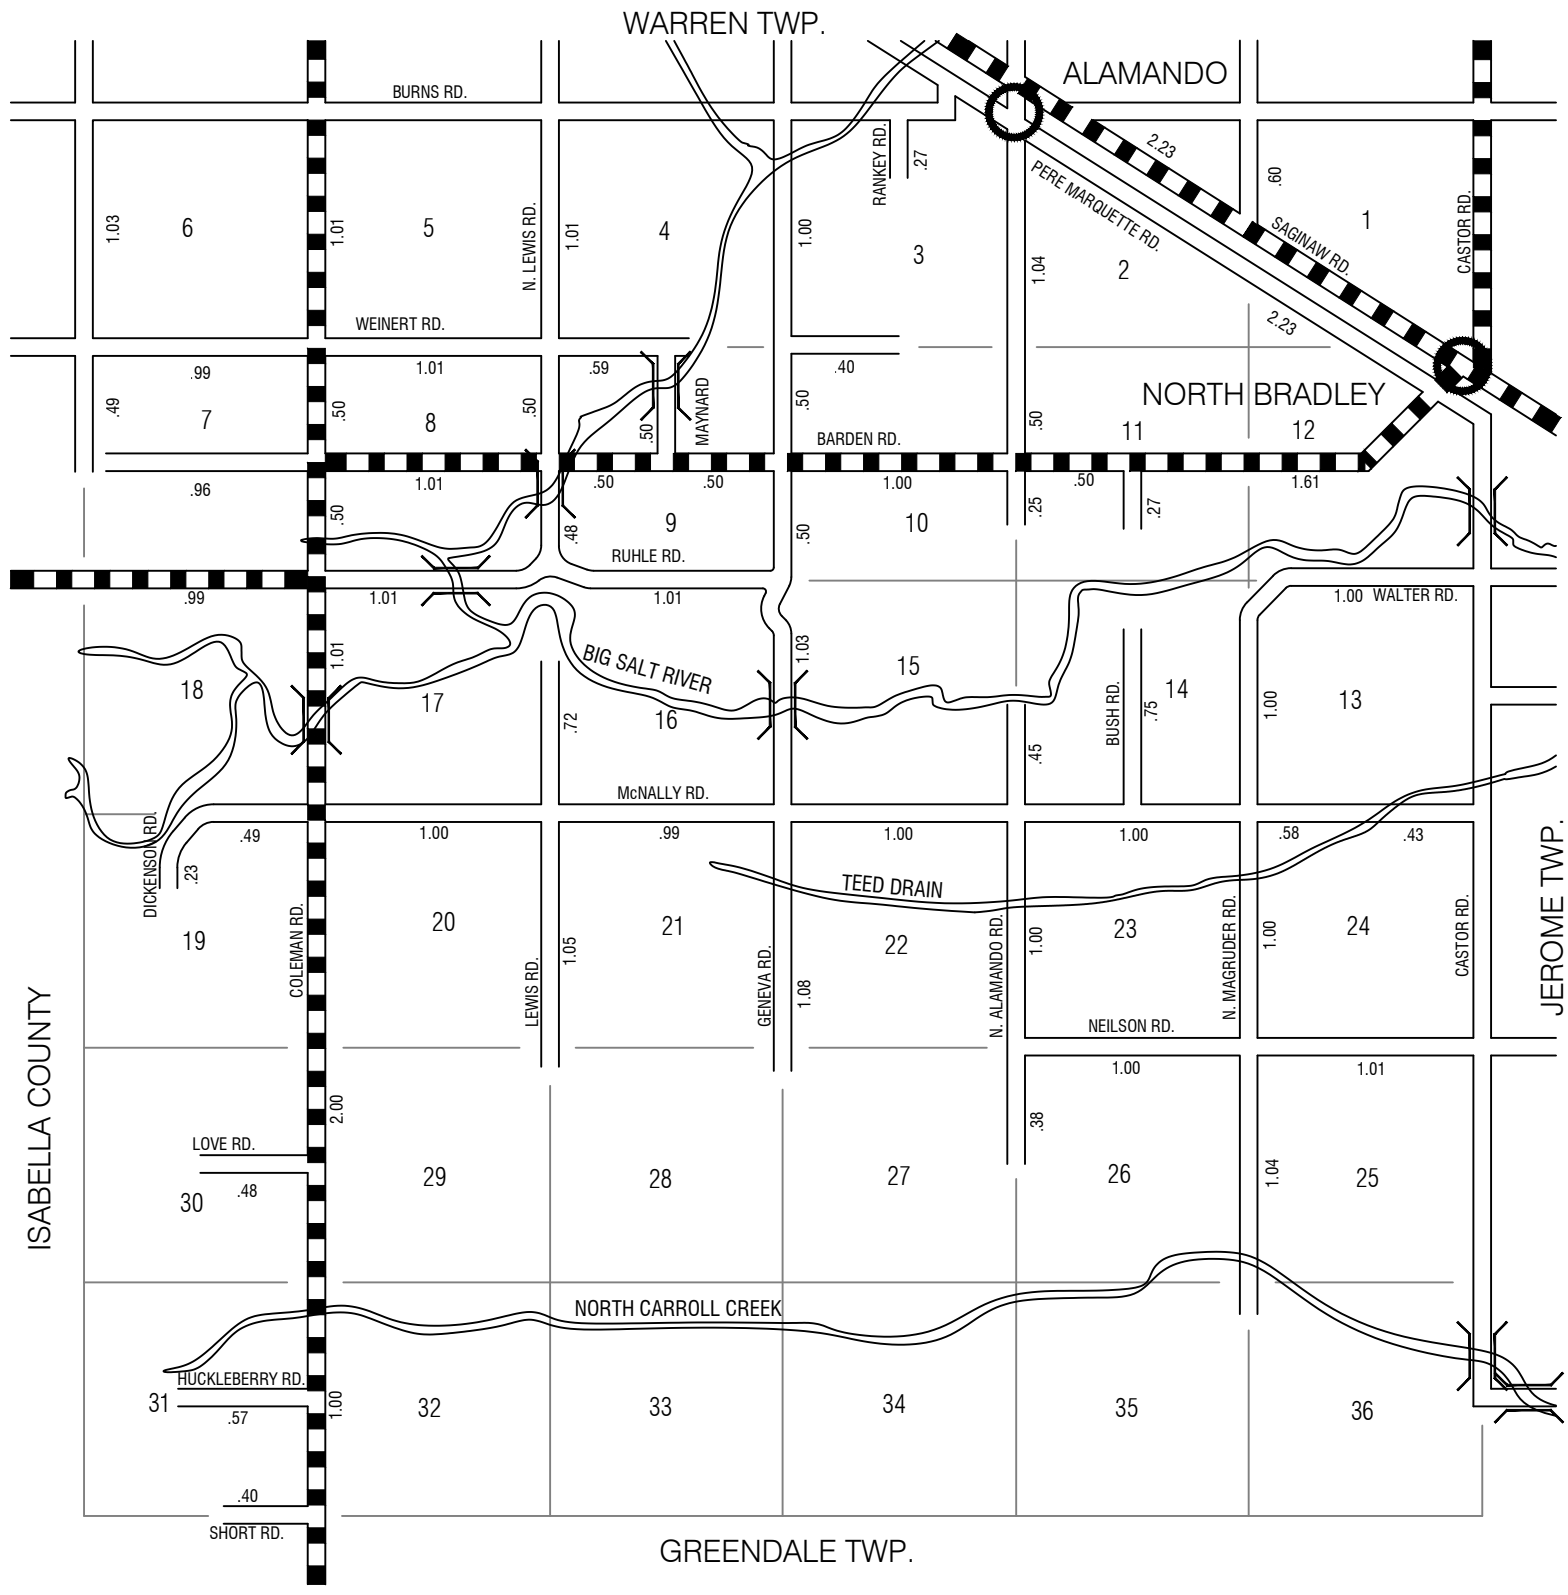 WARREN TWP.
ALAMANDO
BURNS RD.
RANKEY RD.
.27
2.23
.60
1.03
6
1.01
5
N. LEWIS RD.
1.01
4
1.00
3
1.04
PERE MARQUETTE RD.
2
SAGINAW RD.
1
CASTOR RD.
WEINERT RD.
2.23
.99
1.01
.59
.40
NORTH BRADLEY
.49
7
.50
8
.50
.50
MAYNARD
.50
BARDEN RD.
.50
11
12
.96
1.01
.50
.50
1.00
.50
1.61
.50
.48
9
.50
10
.25
.27
RUHLE RD.
.99
1.01
1.01
1.00
WALTER RD.
1.01
BIG SALT RIVER
1.03
15
18
17
.72
16
.45
BUSH RD.
.75
14
1.00
13
McNALLY RD.
DICKENSON RD.
.49
1.00
.99
1.00
1.00
.58
.43
.23
TEED DRAIN
JEROME TWP.
19
COLEMAN RD.
20
LEWIS RD.
1.05
21
GENEVA RD.
1.08
22
N. ALAMANDO RD.
1.00
23
N. MAGRUDER RD.
1.00
24
CASTOR RD.
NEILSON RD.
1.00
1.01
ISABELLA COUNTY
2.00
.38
LOVE RD.
.48
30
29
28
27
26
1.04
25
NORTH CARROLL CREEK
HUCKLEBERRY RD.
31
.57
1.00
32
33
34
35
36
.40
SHORT RD.
GREENDALE TWP.